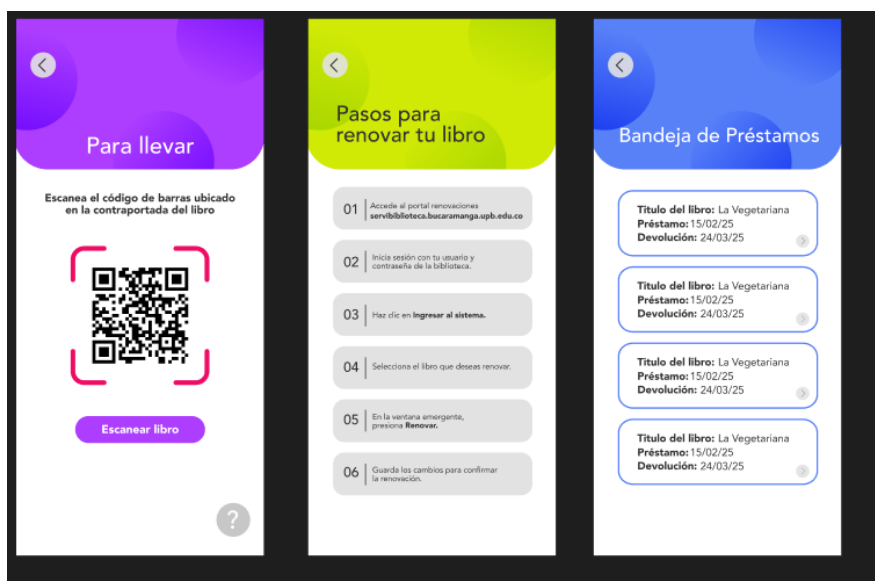 Para llevar
Escanea el código de barras ubicado
en la contraportada del libro
Escanear libro
?
Pasos para
renovar tu libro
01 Accede al portal renovaciones
servibiblioteca.bucaramanga.upb.edu.co
02 Inicia sesión con tu usuario y
contraseña de la biblioteca.
03 Haz clic en Ingresar al sistema.
04 Selecciona el libro que deseas renovar.
05 En la ventana emergente,
presiona Renovar.
06 Guarda los cambios para confirmar
la renovación.
Bandeja de Préstamos
Titulo del libro: La Vegetariana
Préstamo: 15/02/25
Devolución: 24/03/25
Titulo del libro: La Vegetariana
Préstamo: 15/02/25
Devolución: 24/03/25
Titulo del libro: La Vegetariana
Préstamo: 15/02/25
Devolución: 24/03/25
Titulo del libro: La Vegetariana
Préstamo: 15/02/25
Devolución: 24/03/25